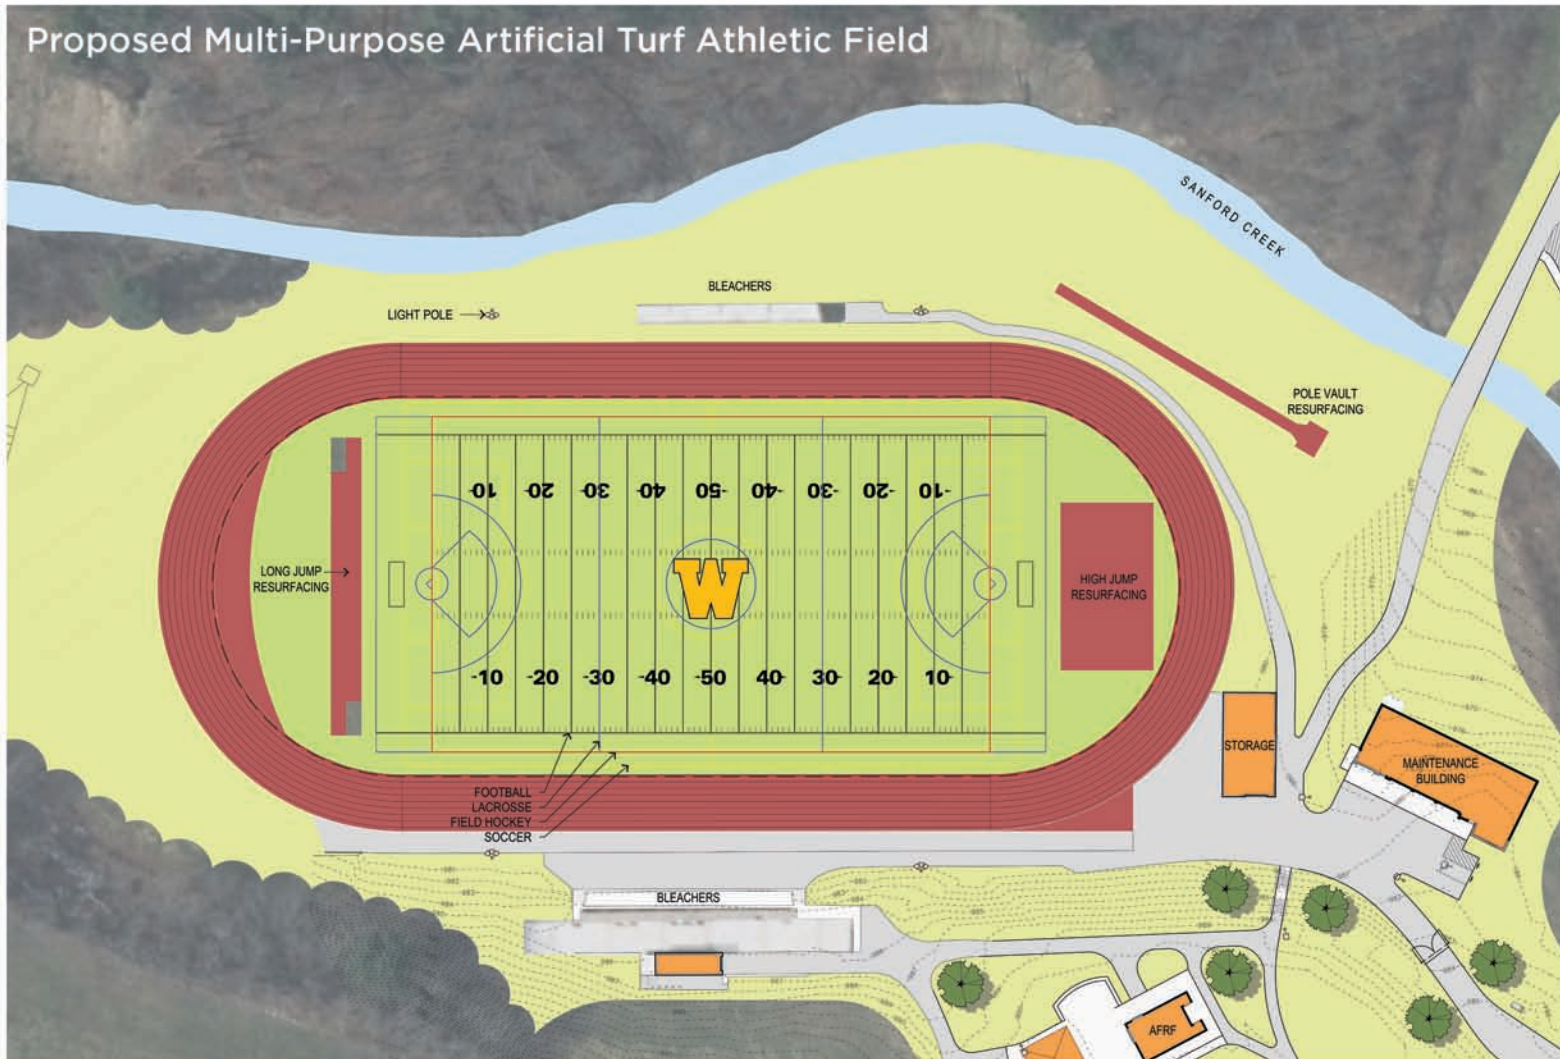 Proposed Multi-Purpose Artificial Turf Athletic Field
SANFORD CREEK
BLEACHERS
LIGHT POLE
POLE VAULT
RESURFACING
-10 -20 -30 -40 -50- 40- 30- 20- 10-
LONG JUMP
RESURFACING
W
HIGH JUMP
RESURFACING
-10 -20 -30 -40 -50 40- 30- 20- 10-
STORAGE
MAINTENANCE
BUILDING
FOOTBALL
LACROSSE
FIELD HOCKEY
SOCCER
BLEACHERS
AFRF